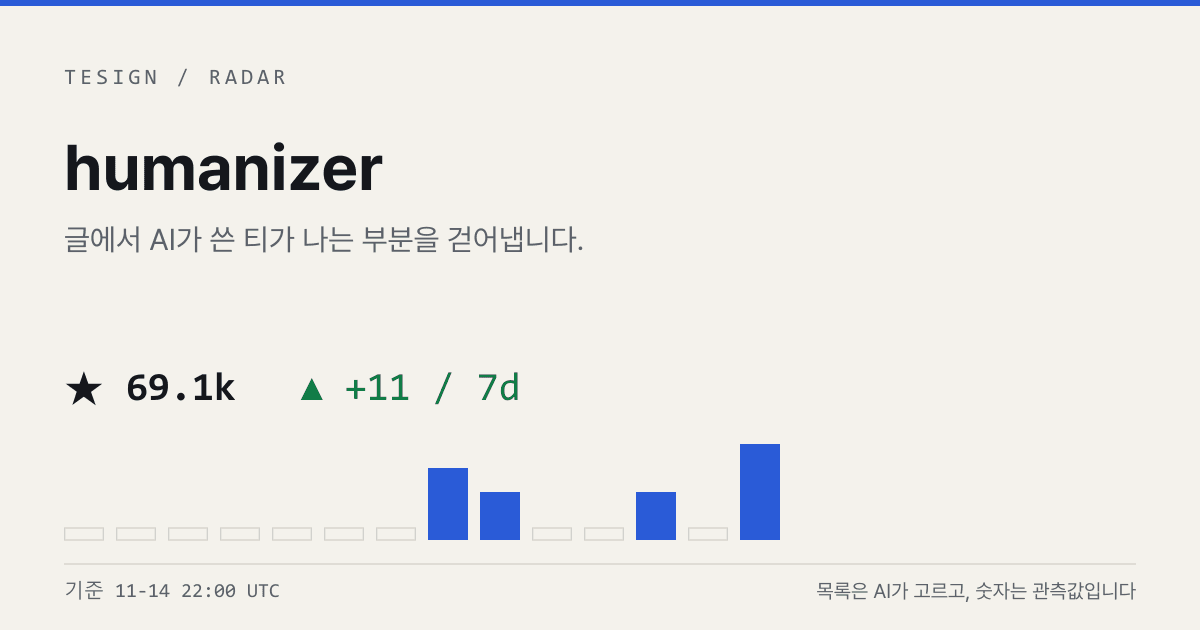 TESIGN / RADAR
humanizer
글에서 AI가 쓴 티가 나는 부분을 걷어냅니다.
★ 69.1k ▲ +11 / 7d
기준 11-14 22:00 UTC
목록은 AI가 고르고, 숫자는 관측값입니다